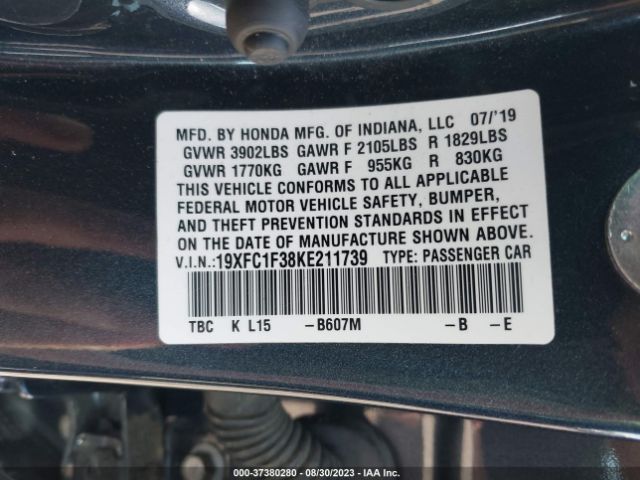 MFD. BY HONDA MFG. OF INDIANA, LLC 07/'19
GVWR 3902LBS GAWR F 2105LBS R 1829LBS
GVWR 1770KG GAWR F 955KG R 830KG
THIS VEHICLE CONFORMS TO ALL APPLICABLE
FEDERAL MOTOR VEHICLE SAFETY, BUMPER,
AND THEFT PREVENTION STANDARDS IN EFFECT
ON THE DATE OF MANUFACTURE SHOWN ABOVE.
V.I.N.:19XFC1F38KE211739 TYPE: PASSENGER CAR
TBC K L15 -B607M -B -E
000-37380280 - 08/30/2023 - IAA Inc.